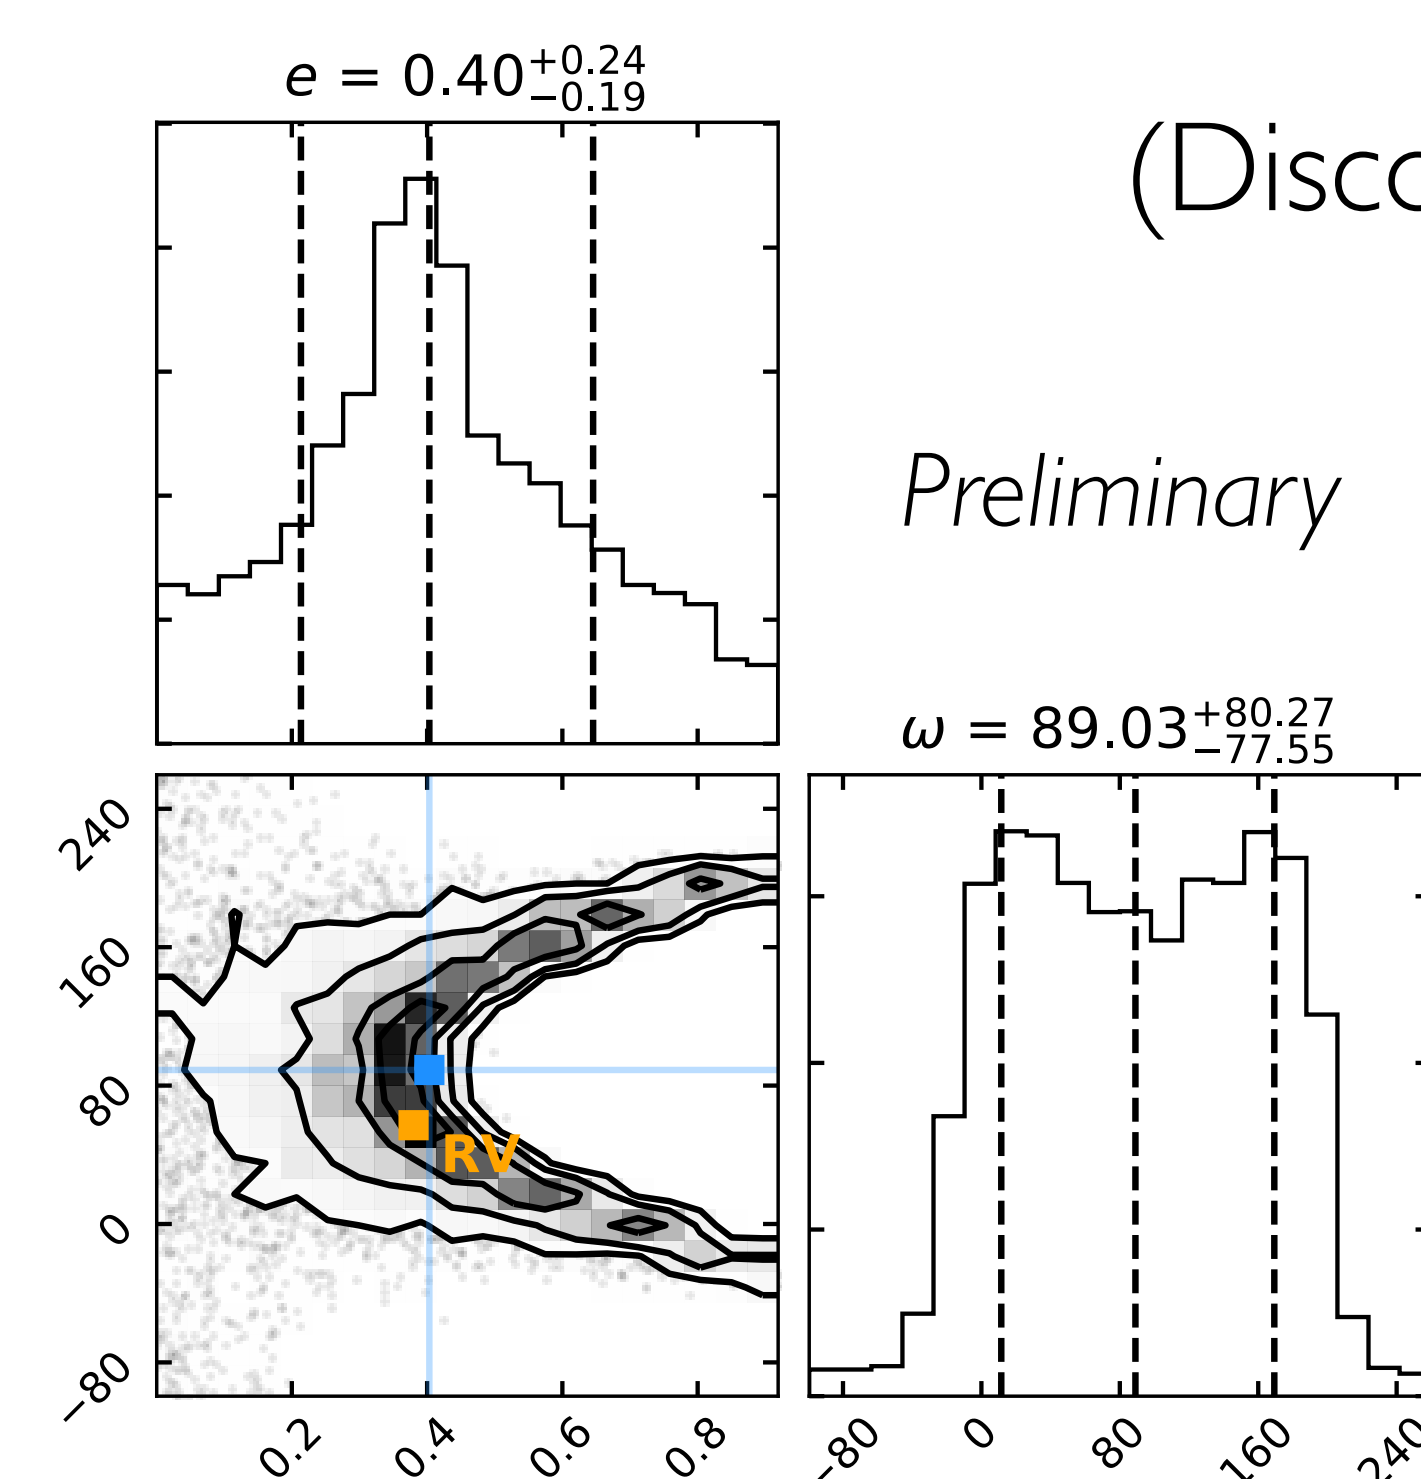 e = 0.40+0.24 −0.19
(Disco
Preliminary
ω = 89.03+80.27 −77.55
240
160
80
0
−80
RV
0.2 0.4 0.6 0.8
−80 0 80 160 240